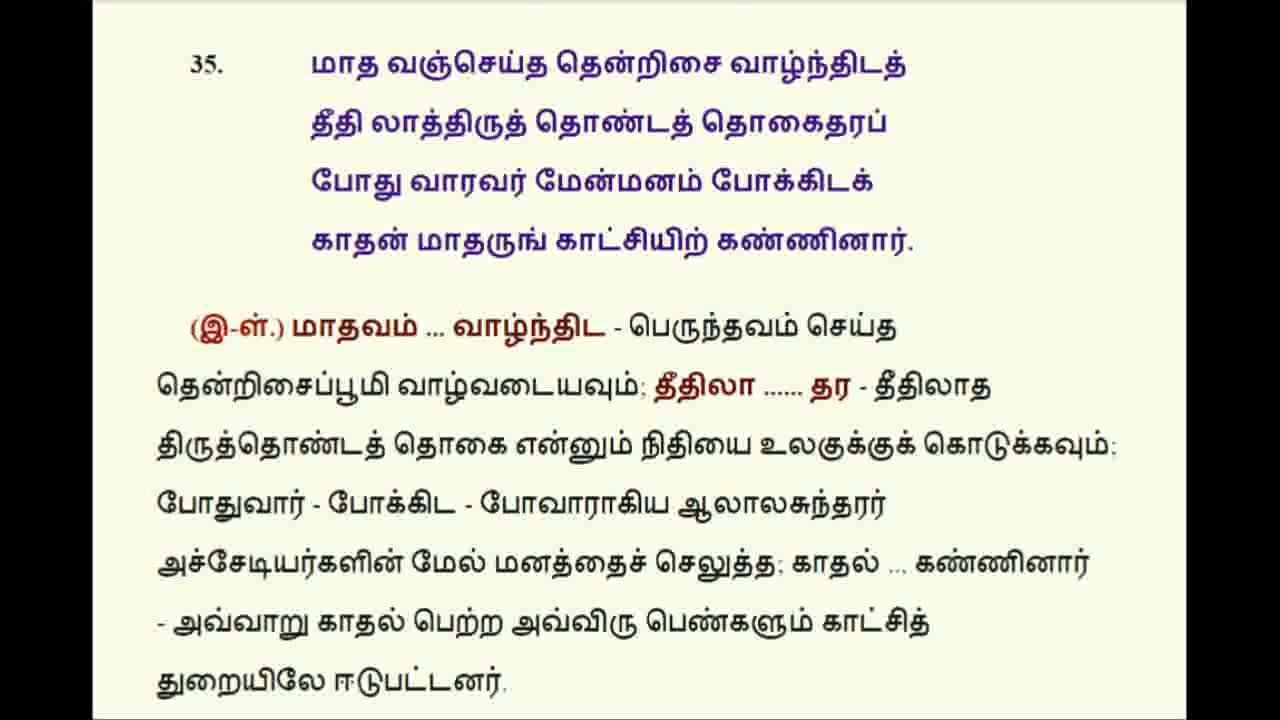 35. மாத வஞ்செய்த தென்றிசை வாழ்ந்திடத்
தீதி லாத்திருத் தொண்டத் தொகைதரப்
போது வாரவர் மேன்மனம் போக்கிடக்
காதன் மாதருங் காட்சியிற் கண்ணினார்.
(இ-ள்.) மாதவம் ... வாழ்ந்திட - பெருந்தவம் செய்த
தென்றிசைப்பூமி வாழ்வடையவும்; தீதிலா ...... தர - தீதிலாத
திருத்தொண்டத் தொகை என்னும் நிதியை உலகுக்குக் கொடுக்கவும்;
போதுவார் - போக்கிட - போவாராகிய ஆலாலசுந்தரர்
அச்சேடியர்களின் மேல் மனத்தைச் செலுத்த; காதல் ... கண்ணினார்
- அவ்வாறு காதல் பெற்ற அவ்விரு பெண்களும் காட்சித்
துறையிலே ஈடுபட்டனர்.